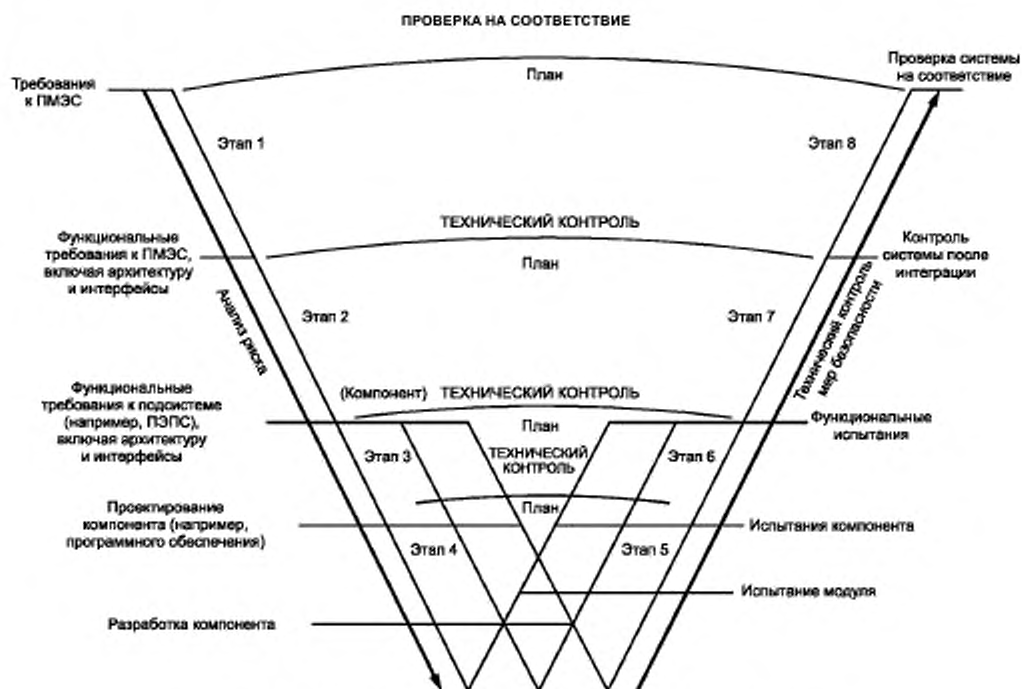 ПРОВЕРКА НА СООТВЕТСТВИЕ
Требования
к ПМЭС
План
Проверка системы
на соответствие
Этап 1
Этап 8
Функциональные
требования к ПМЭС,
включая архитектуру
и интерфейсы
ТЕХНИЧЕСКИЙ КОНТРОЛЬ
План
Контроль
системы после
интеграции
Анализ риска
Этап 2
Этап 7
Технический контроль
мер безопасности
Функциональные
требования к подсистеме
(например, ПЭПС),
включая архитектуру
и интерфейсы
(Компонент)
ТЕХНИЧЕСКИЙ КОНТРОЛЬ
План
Функциональные
испытания
Этап 3
ТЕХНИЧЕСКИЙ
КОНТРОЛЬ
Этап 6
Проектирование
компонента (например,
программного обеспечения)
План
Испытания компонента
Этап 4
Этап 5
Испытание модуля
Разработка компонента